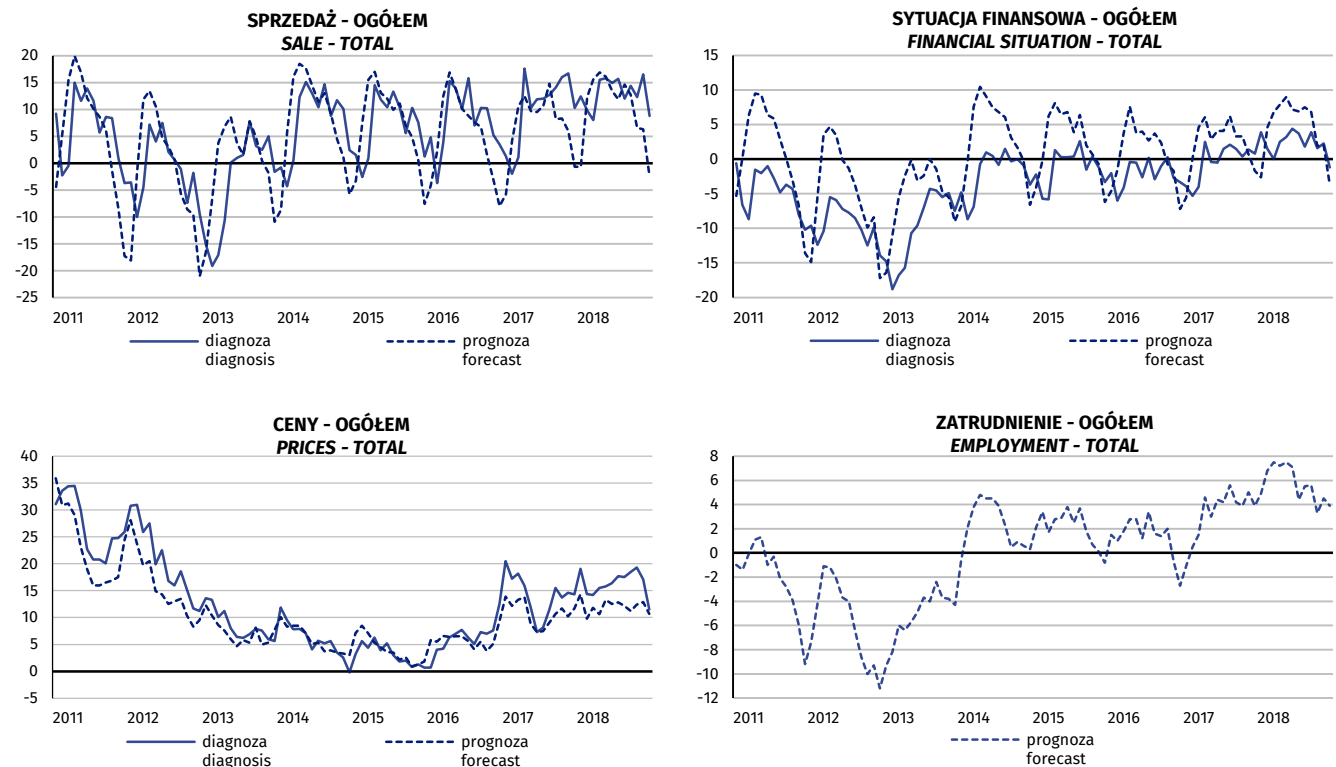 SPRZEDAŻ - OGÓŁEM
SALE - TOTAL
20
15
10
5
0
-5
-10
-15
-20
-25
2011 2012 2013 2014 2015 2016 2017 2018
diagnoza prognoza
diagnosis forecast
SYTUACJA FINANSOWA - OGÓŁEM
FINANCIAL SITUATION - TOTAL
15
10
5
0
-5
-10
-15
-20
2011 2012 2013 2014 2015 2016 2017 2018
diagnoza prognoza
diagnosis forecast
CENY - OGÓŁEM
PRICES - TOTAL
40
35
30
25
20
15
10
5
0
-5
2011 2012 2013 2014 2015 2016 2017 2018
diagnoza prognoza
diagnosis forecast
ZATRUDNIENIE - OGÓŁEM
EMPLOYMENT - TOTAL
8
6
4
2
0
-2
-4
-6
-8
-10
-12
2011 2012 2013 2014 2015 2016 2017 2018
prognoza
forecast